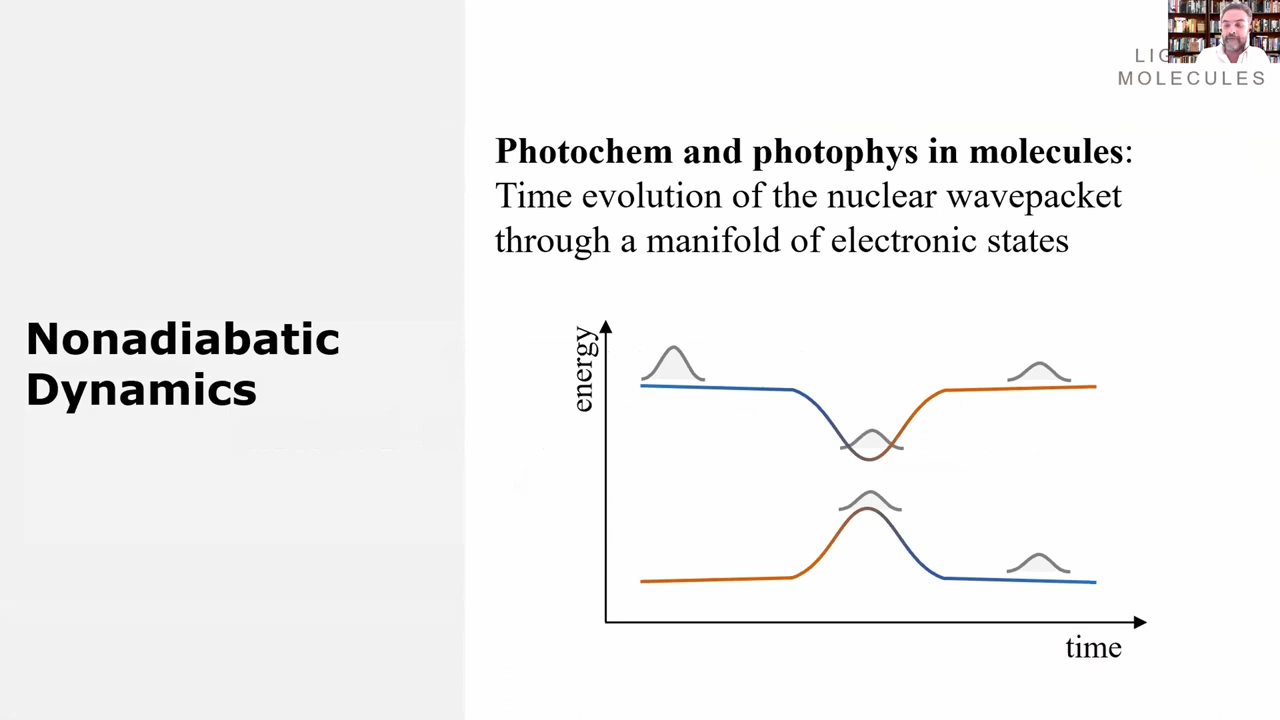 MOLECULES
Photochem and photophys in molecules:
Time evolution of the nuclear wavepacket
through a manifold of electronic states
Nonadiabatic
Dynamics
energy
time